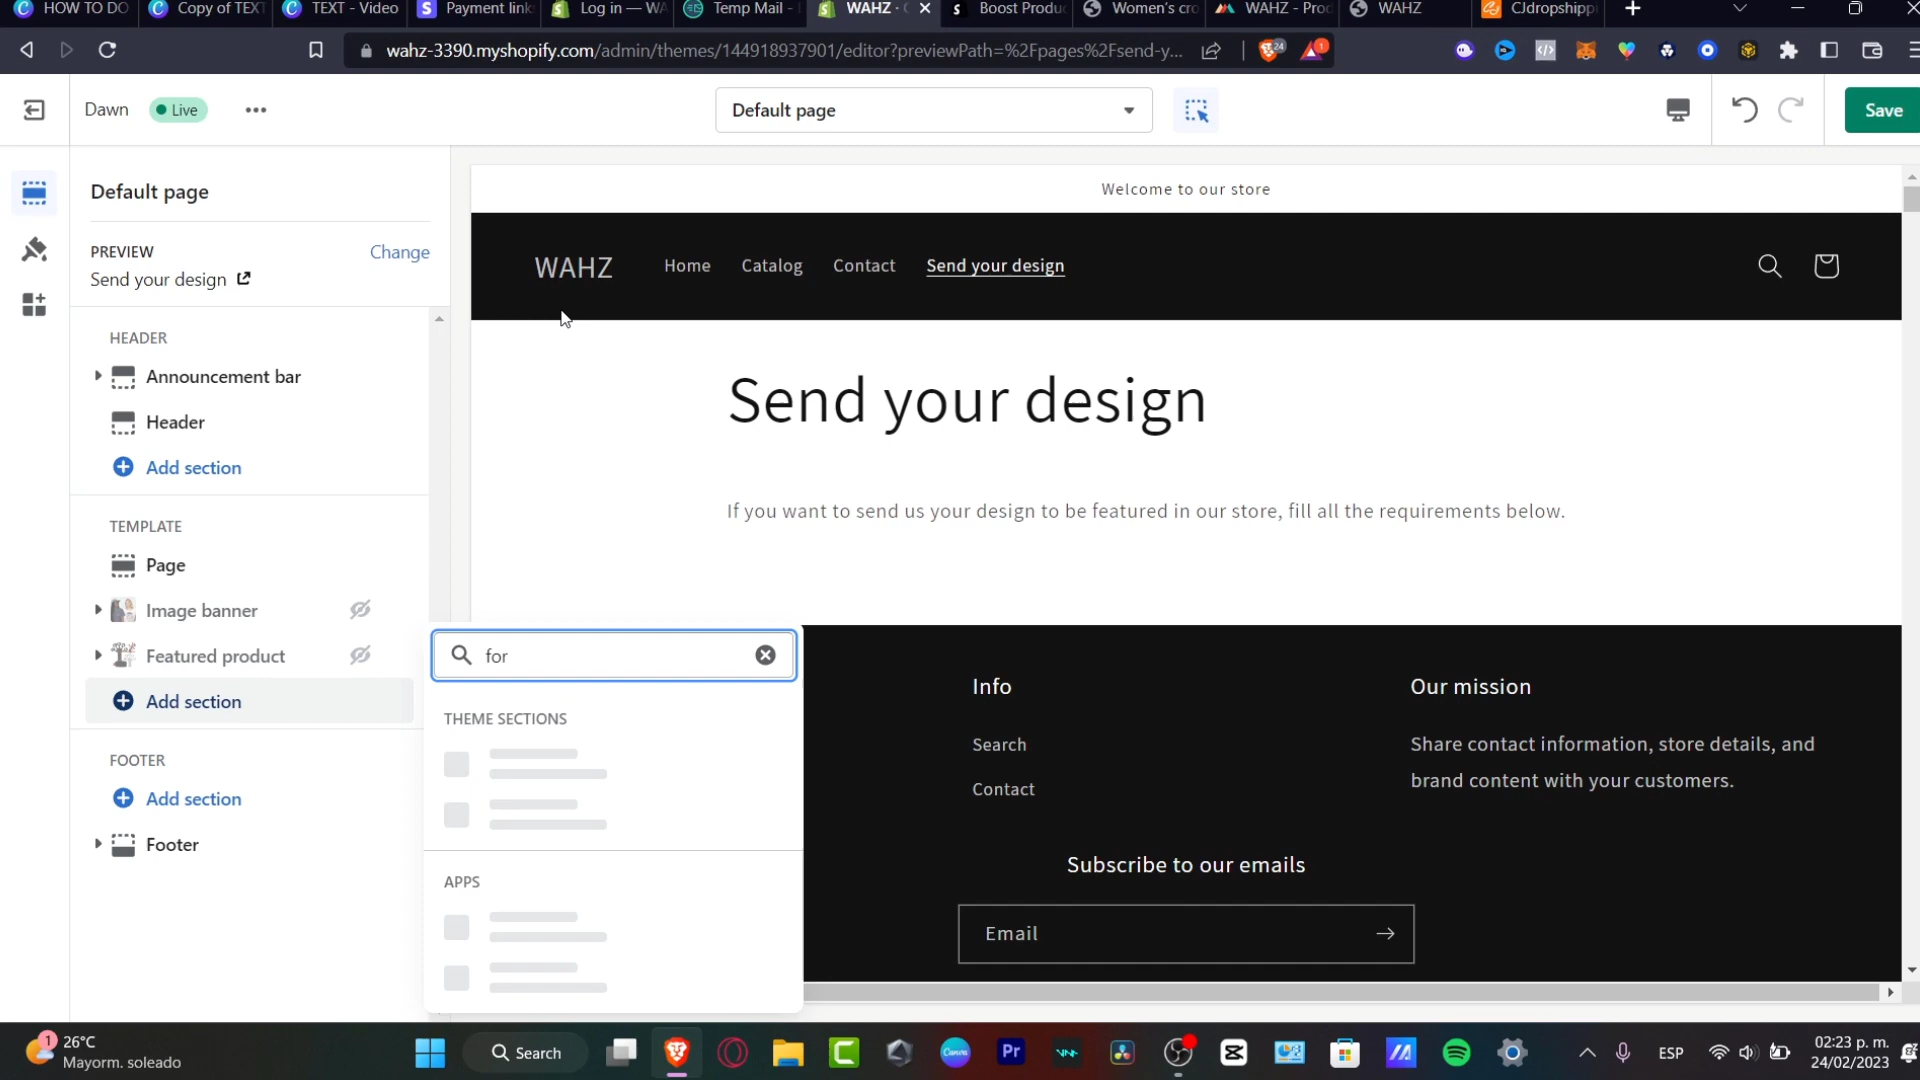 HOW TO DO
Copy of TEXT
TEXT - Video
Payment link
Log in — WA
Temp Mail -
WAHZ ·
Boost Produ
Women's cro
WAHZ - Prod
WAHZ
CJdropshipp
wahz-3390.myshopify.com/admin/themes/144918937901/editor?previewPath=%2Fpages%2Fsend-y...
24
1
Dawn
Live
Default page
Save
Default page
PREVIEW
Change
Send your design
HEADER
Announcement bar
Header
Add section
TEMPLATE
Page
Image banner
Featured product
Add section
FOOTER
Add section
Footer
for
THEME SECTIONS
APPS
Welcome to our store
WAHZ
Home
Catalog
Contact
Send your design
Send your design
If you want to send us your design to be featured in our store, fill all the requirements below.
Info
Search
Contact
Our mission
Share contact information, store details, and
brand content with your customers.
Subscribe to our emails
Email
1
26°C
Mayorm. soleado
Search
Canva
Pr
ESP
02:23 p. m.
24/02/2023